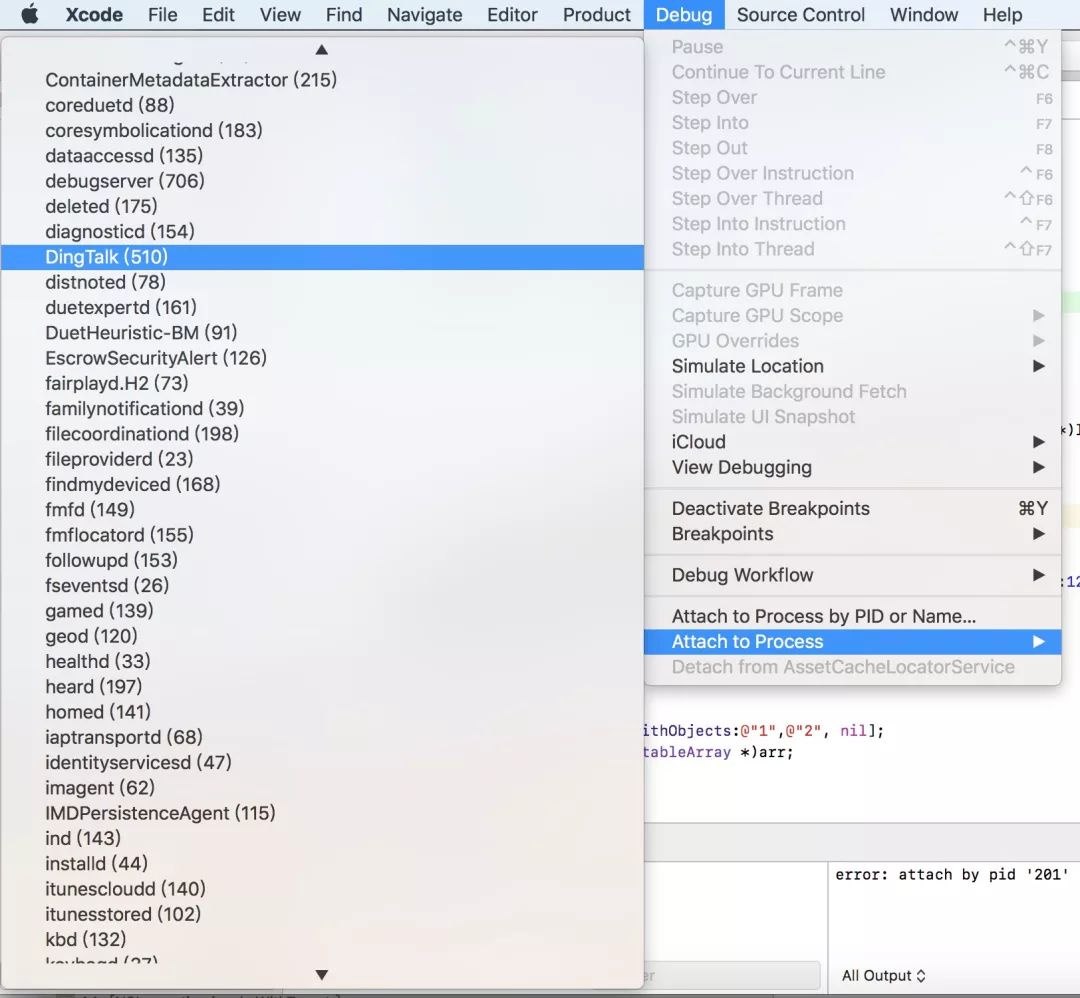 Xcode File Edit View Find Navigate Editor Product Debug Source Control Window Help
ContainerMetadataExtractor (215)
coreduetd (88)
coresymbolicationd (183)
dataaccessd (135)
debugserver (706)
deleted (175)
diagnosticd (154)
DingTalk (510)
distnoted (78)
duetexpertd (161)
DuetHeuristic-BM (91)
EscrowSecurityAlert (126)
fairplayd.H2 (73)
familynotificationd (39)
filecoordinationd (198)
fileproviderd (23)
findmydeviced (168)
fmfd (149)
fmflocatord (155)
followupd (153)
fseventsd (26)
gamed (139)
geod (120)
healthd (33)
heard (197)
homed (141)
iaptransportd (68)
identityservicesd (47)
imagent (62)
IMDPersistenceAgent (115)
ind (143)
installd (44)
itunescloudd (140)
itunesstored (102)
kbd (132)
Pause ^⌘Y
Continue To Current Line ^⌘C
Step Over F6
Step Into F7
Step Out F8
Step Over Instruction ^F6
Step Over Thread ^⇧F6
Step Into Instruction ^F7
Step Into Thread ^⇧F7
Capture GPU Frame
Capture GPU Scope
GPU Overrides
Simulate Location
Simulate Background Fetch
Simulate UI Snapshot
iCloud
View Debugging
Deactivate Breakpoints ⌘Y
Breakpoints
Debug Workflow
Attach to Process by PID or Name...
Attach to Process
Detach from AssetCacheLocatorService
ithObjects:@"1",@"2", nil];
tableArray *)arr;
error: attach by pid '201'
All Output